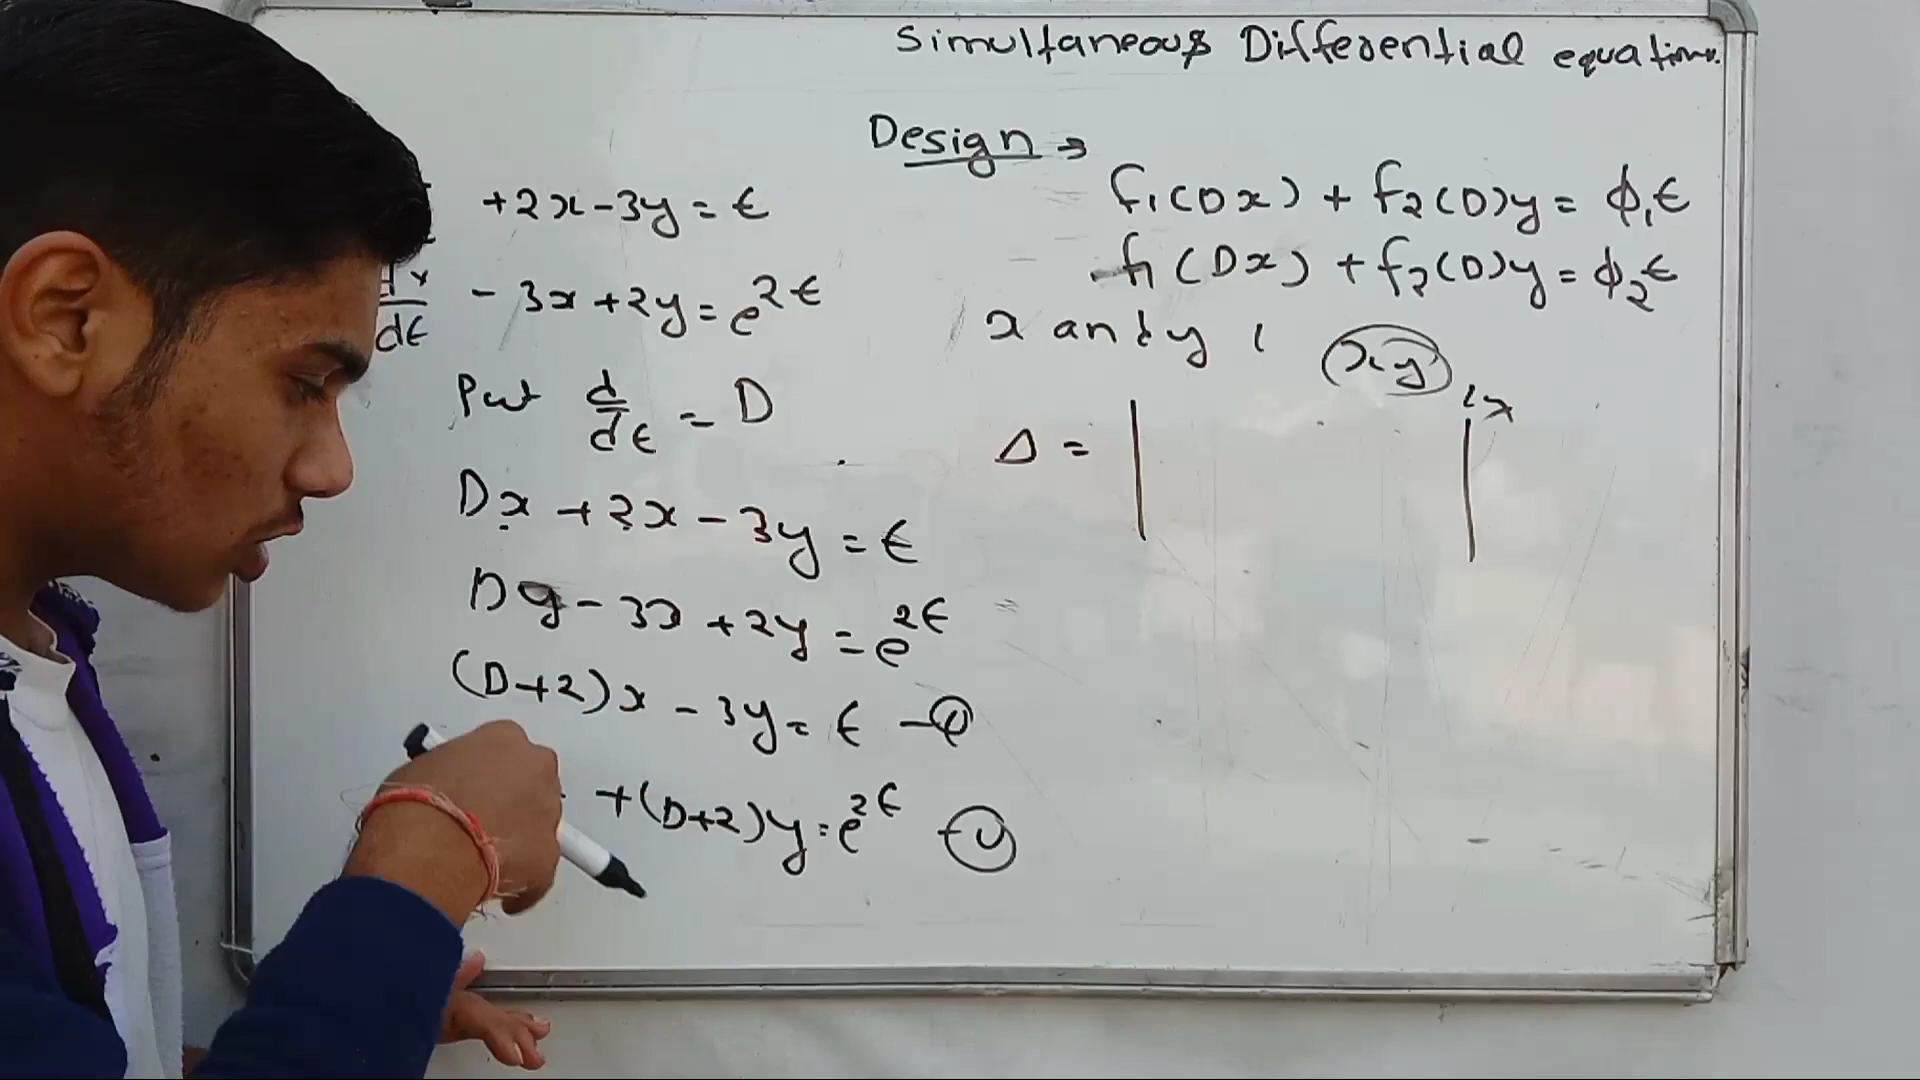 Simultaneous Differential equations.
Design →
f₁(Dx) + f₂(D)y = ϕ₁t
f₁(Dx) + f₂(D)y = ϕ₂t
x and y (xy)
Δ = | |
+2x-3y = t
dt - 3x+2y = e^2t
Put d/dt = D
Dx + 2x - 3y = t
Dy - 3x + 2y = e^2t
(D+2)x - 3y = t -①
+(D+2)y = e^2t